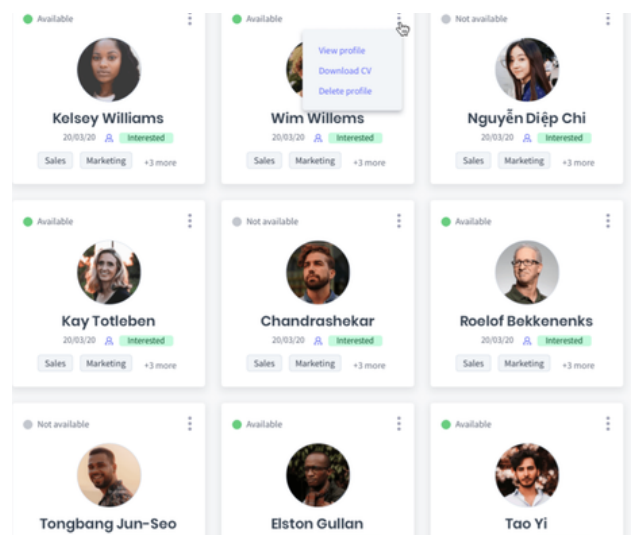 Available
Kelsey Williams
20/03/20 Interested
Sales Marketing +3 more
Available
View profile
Download CV
Delete profile
Wim Willems
20/03/20 Interested
Sales Marketing +3 more
Not available
Nguyễn Diệp Chi
20/03/20 Interested
Sales Marketing +3 more
Available
Kay Totleben
20/03/20 Interested
Sales Marketing +3 more
Not available
Chandrashekar
20/03/20 Interested
Sales Marketing +3 more
Available
Roelof Bekkenenks
20/03/20 Interested
Sales Marketing +3 more
Not available
Tongbang Jun-Seo
Available
Elston Gullan
Available
Tao Yi